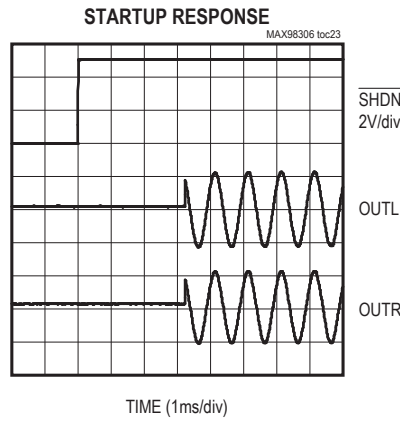 STARTUP RESPONSE
MAX98306 toc23
SHDN
2V/div
OUTL
OUTR
TIME (1ms/div)